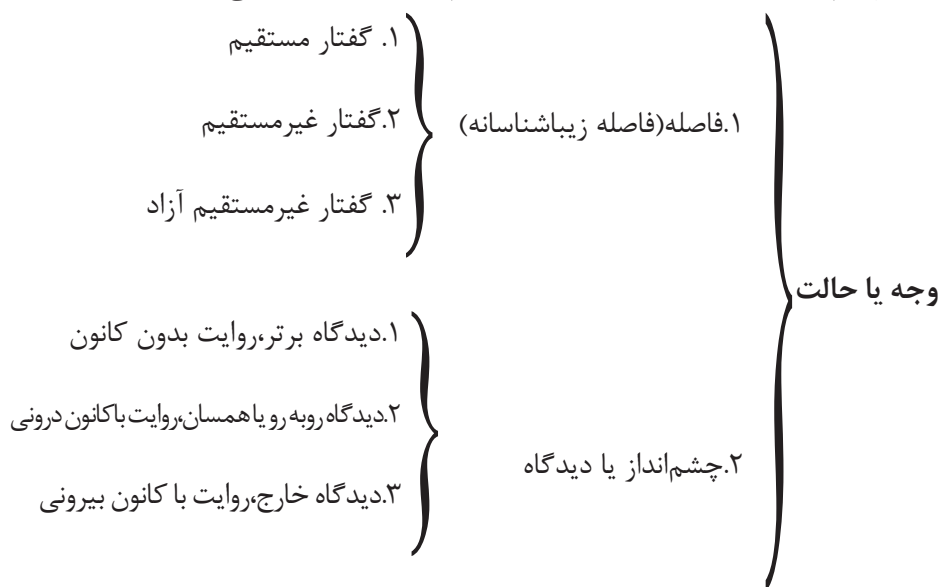 وجه یا حالت
۱.فاصله(فاصله زیباشناسانه)
۱. گفتار مستقیم
۲.گفتار غیرمستقیم
۳. گفتار غیرمستقیم آزاد
۲.چشم‌انداز یا دیدگاه
۱.دیدگاه برتر،روایت بدون کانون
۲.دیدگاه روبه رو یا همسان،روایت باکانون درونی
۳.دیدگاه خارج،روایت با کانون بیرونی